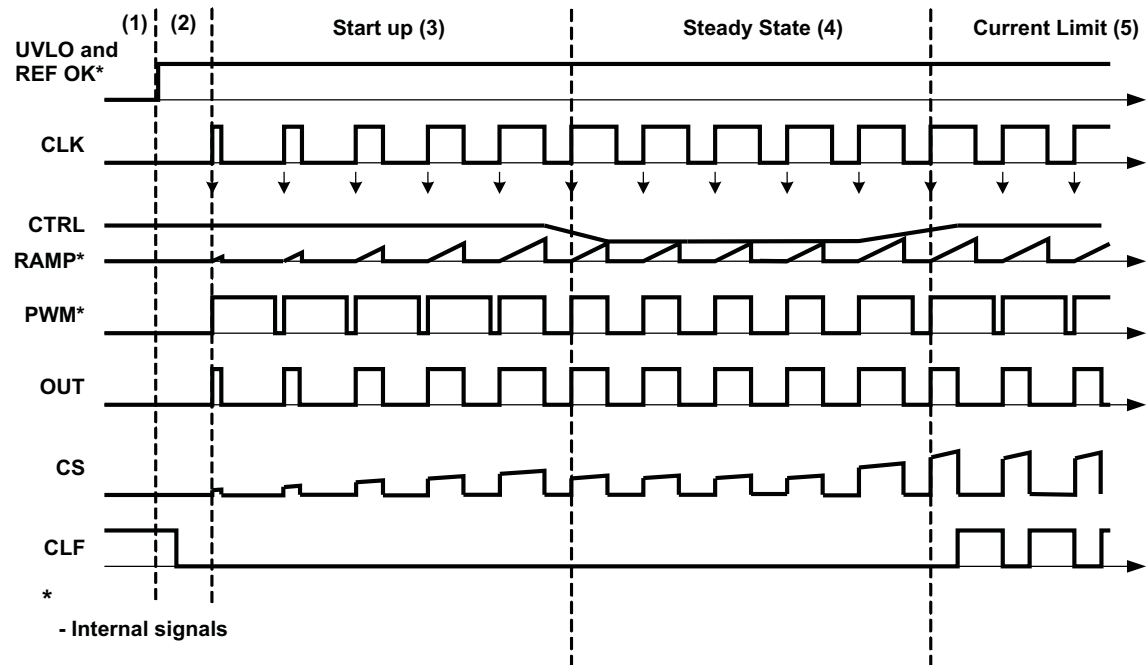 (1) (2) Start up (3) Steady State (4) Current Limit (5)
UVLO and
REF OK*
CLK
CTRL
RAMP*
PWM*
OUT
CS
CLF
*
- Internal signals